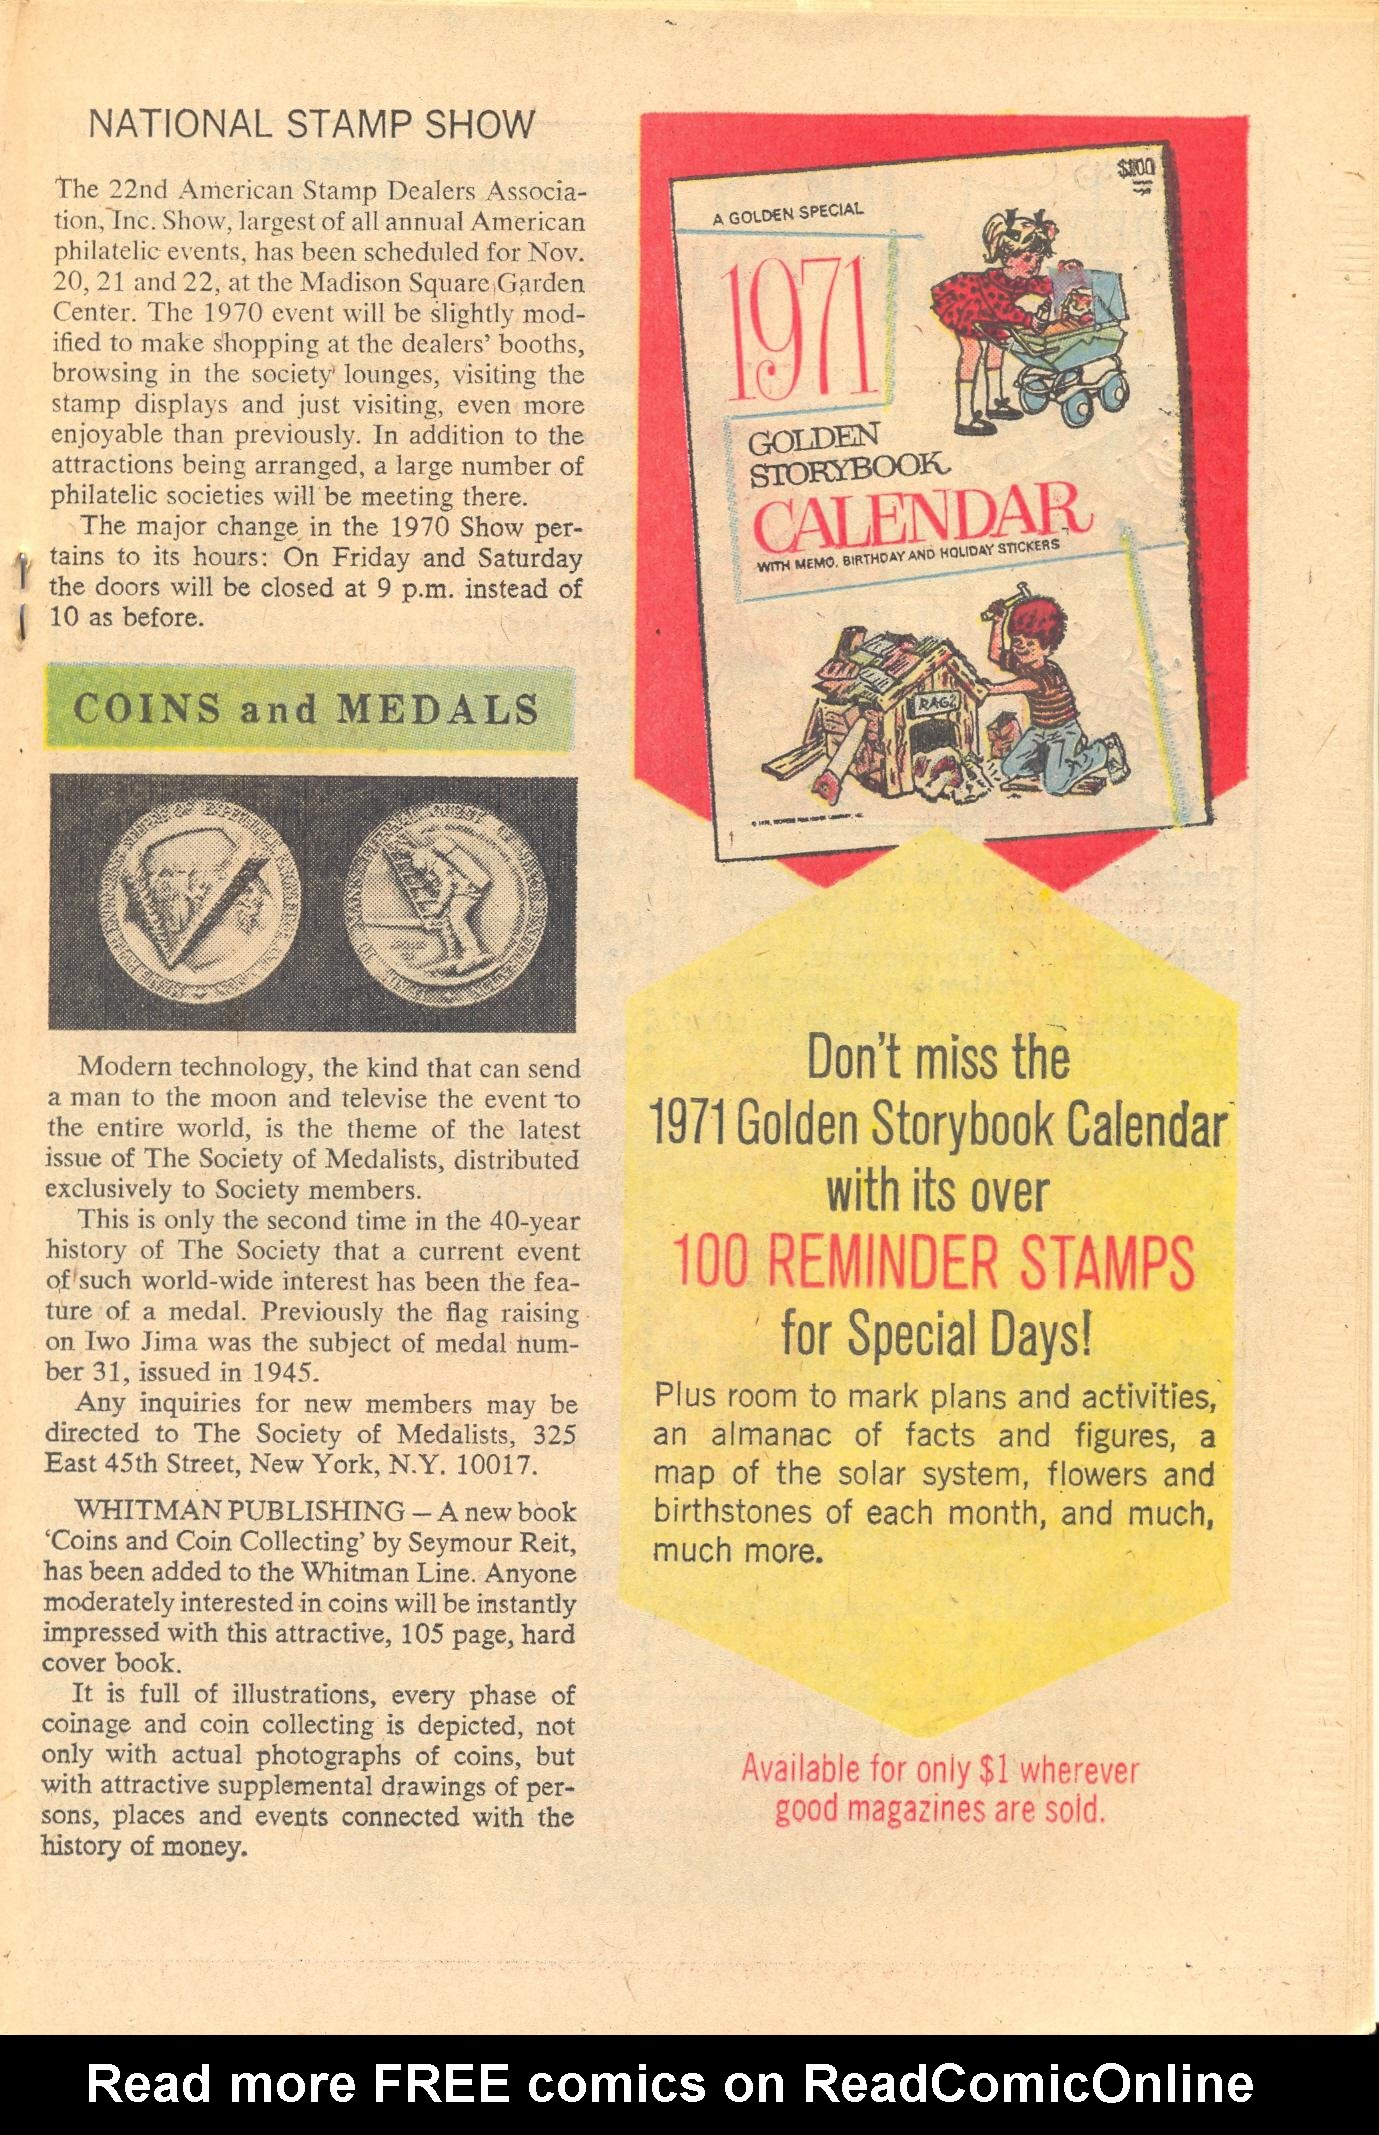 NATIONAL STAMP SHOW
The 22nd American Stamp Dealers Associa-
tion, Inc. Show, largest of all annual American
philatelic events, has been scheduled for Nov.
20, 21 and 22, at the Madison Square Garden
Center. The 1970 event will be slightly mod-
ified to make shopping at the dealers' booths,
browsing in the society lounges, visiting the
stamp displays and just visiting, even more
enjoyable than previously. In addition to the
attractions being arranged, a large number of
philatelic societies will be meeting there.
The major change in the 1970 Show per-
tains to its hours: On Friday and Saturday
the doors will be closed at 9 p.m. instead of
10 as before.
COINS and MEDALS
Modern technology, the kind that can send
a man to the moon and televise the event to
the entire world, is the theme of the latest
issue of The Society of Medalists, distributed
exclusively to Society members.
This is only the second time in the 40-year
history of The Society that a current event
of such world-wide interest has been the fea-
ture of a medal. Previously the flag raising
on Iwo Jima was the subject of medal num-
ber 31, issued in 1945.
Any inquiries for new members may be
directed to The Society of Medalists, 325
East 45th Street, New York, N.Y. 10017.
WHITMAN PUBLISHING — A new book
'Coins and Coin Collecting' by Seymour Reit,
has been added to the Whitman Line. Anyone
moderately interested in coins will be instantly
impressed with this attractive, 105 page, hard
cover book.
It is full of illustrations, every phase of
coinage and coin collecting is depicted, not
only with actual photographs of coins, but
with attractive supplemental drawings of per-
sons, places and events connected with the
history of money.
$1.00
A GOLDEN SPECIAL
1971
GOLDEN
STORYBOOK
CALENDAR
WITH MEMO, BIRTHDAY AND HOLIDAY STICKERS
RAGS
Don't miss the
1971 Golden Storybook Calendar
with its over
100 REMINDER STAMPS
for Special Days!
Plus room to mark plans and activities,
an almanac of facts and figures, a
map of the solar system, flowers and
birthstones of each month, and much,
much more.
Available for only $1 wherever
good magazines are sold.
Read more FREE comics on ReadComicOnline